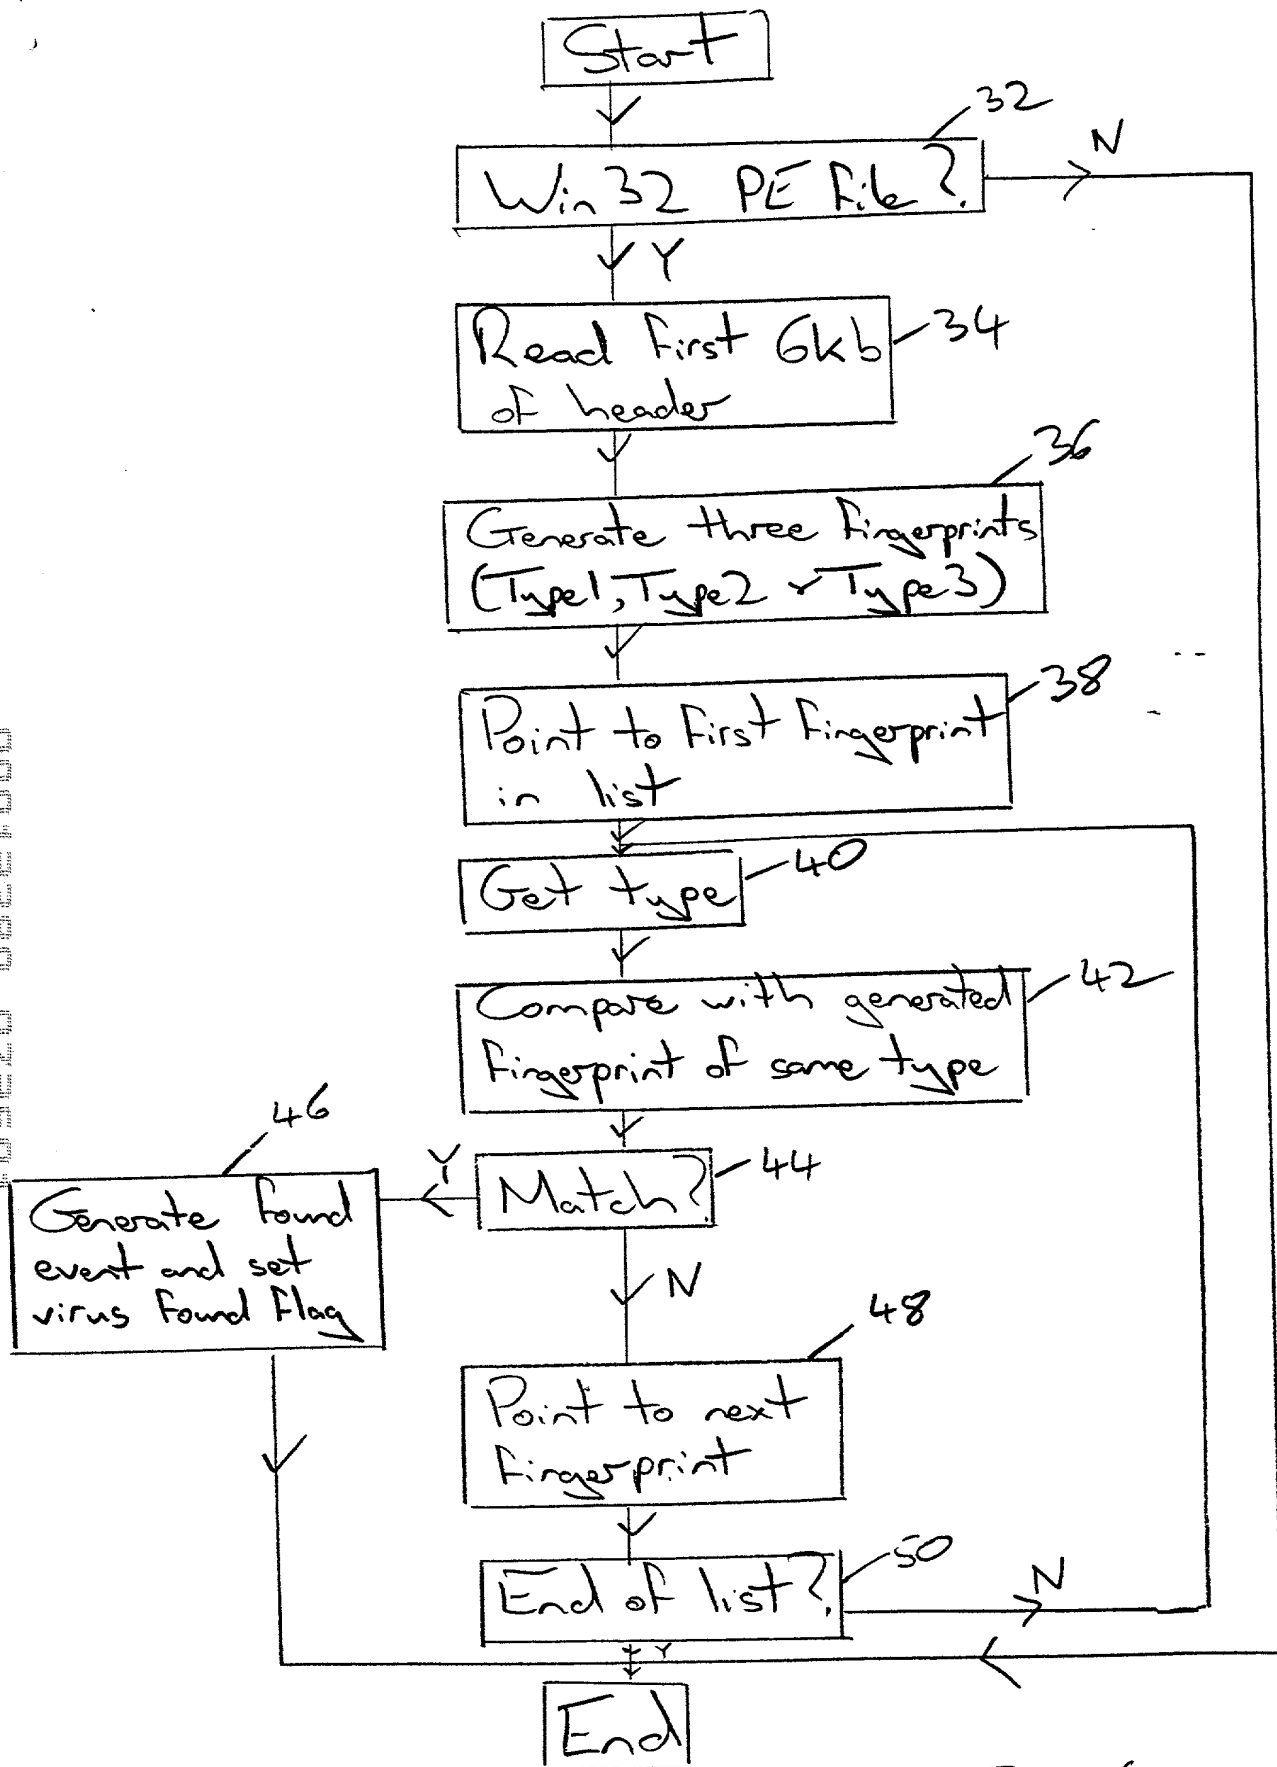 Start
32
N
Win32 PE File?
Y
Read First 6kb
34
of header
36
Generate three Fingerprints
(Type1, Type2 & Type3)
38
Point to First Fingerprint
in list
40
Get type
42
Compare with generated
Fingerprint of same type
46
Y
Match?
44
Generate Found
event and set
virus Found Flag
N
48
Point to next
Fingerprint
50
End of list?
N
Y
End